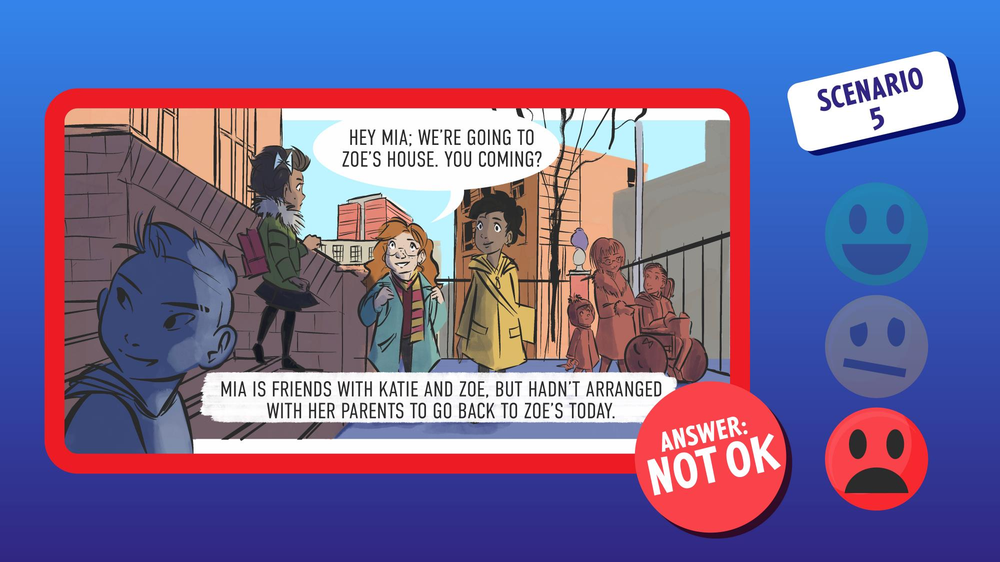 SCENARIO
5
HEY MIA; WE'RE GOING TO
ZOE'S HOUSE. YOU COMING?
MIA IS FRIENDS WITH KATIE AND ZOE, BUT HADN'T ARRANGED
WITH HER PARENTS TO GO BACK TO ZOE'S TODAY.
ANSWER:
NOT OK